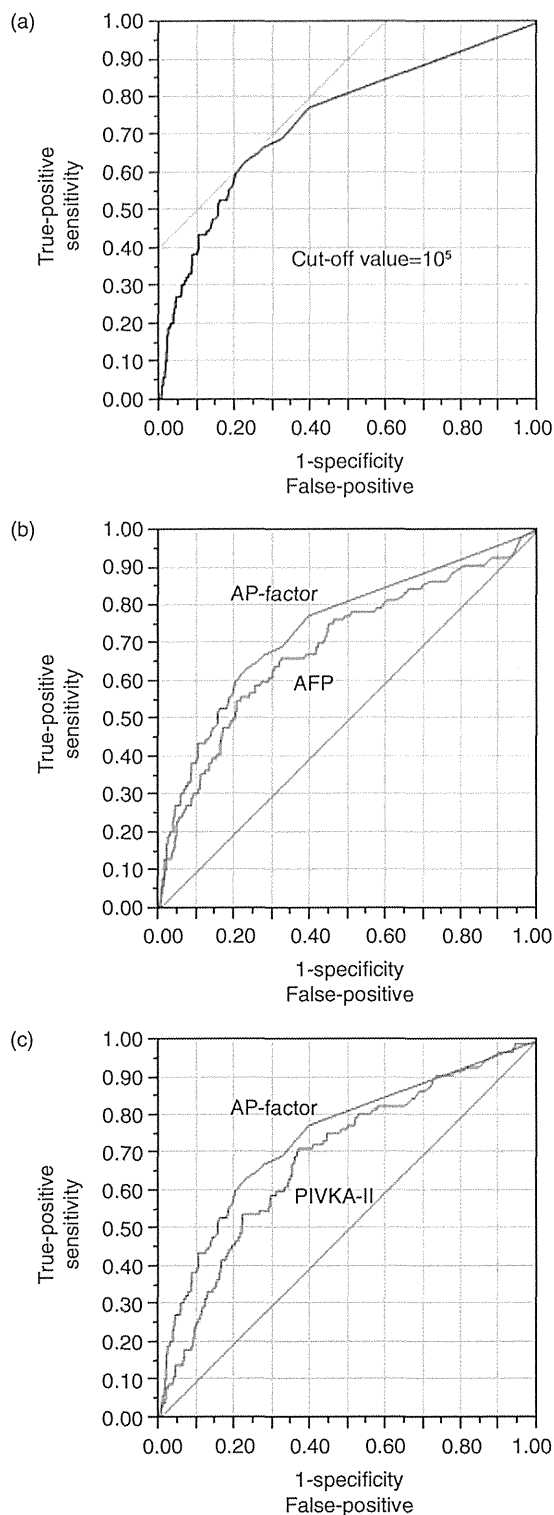 (a)
1.00
0.90
0.80
0.70
0.60
0.50
0.40
0.30
0.20
0.10
0.00
True-positive
sensitivity
Cut-off value=10⁵
0.00 0.20 0.40 0.60 0.80 1.00
1-specificity
False-positive
(b)
1.00
0.90
0.80
0.70
0.60
0.50
0.40
0.30
0.20
0.10
0.00
True-positive
sensitivity
AP-factor
AFP
0.00 0.20 0.40 0.60 0.80 1.00
1-specificity
False-positive
(c)
1.00
0.90
0.80
0.70
0.60
0.50
0.40
0.30
0.20
0.10
0.00
True-positive
sensitivity
AP-factor
PIVKA-II
0.00 0.20 0.40 0.60 0.80 1.00
1-specificity
False-positive